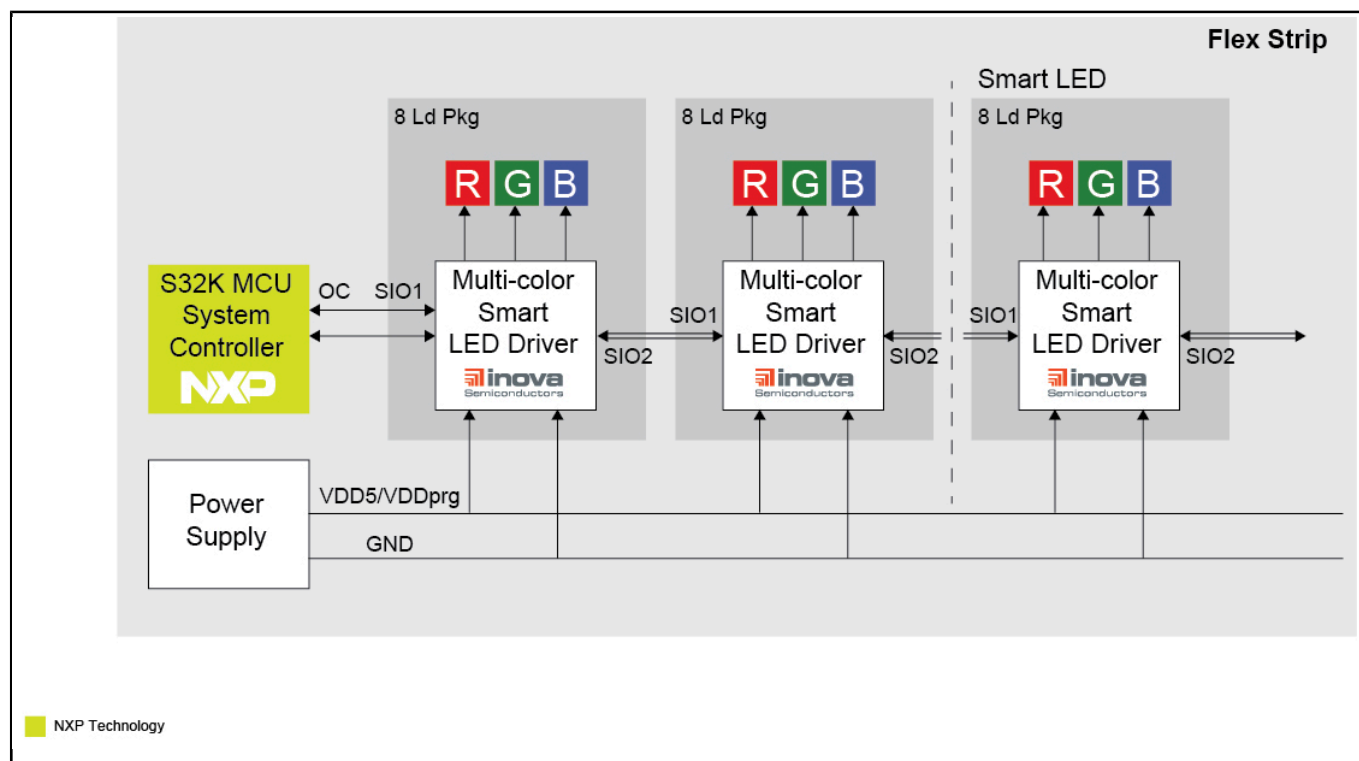 Flex Strip
Smart LED
8 Ld Pkg
8 Ld Pkg
8 Ld Pkg
R G B
R G B
R G B
S32K MCU
System
Controller
NXP
OC
SIO1
Multi-color
Smart
LED Driver
inova
Semiconductors
SIO2
SIO1
Multi-color
Smart
LED Driver
inova
Semiconductors
SIO2
SIO1
Multi-color
Smart
LED Driver
inova
Semiconductors
SIO2
Power
Supply
VDD5/VDDprg
GND
NXP Technology